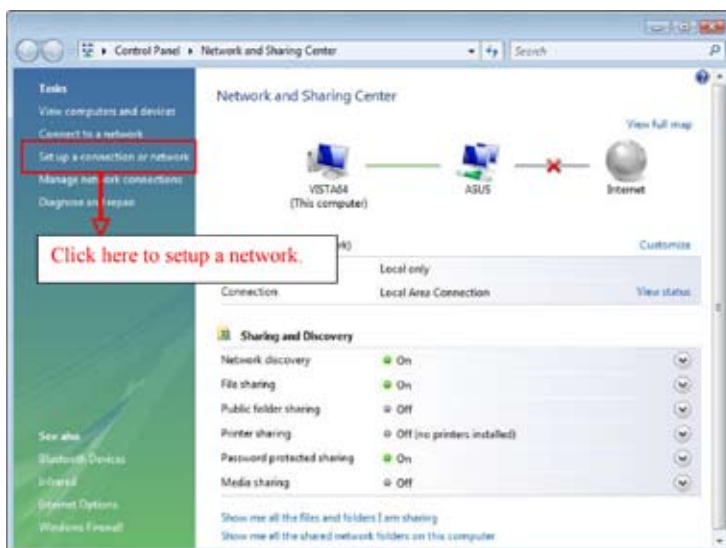 Control Panel ▸ Network and Sharing Center
Search
Tasks
View computers and devices
Connect to a network
Set up a connection or network
Manage network connections
Diagnose and repair
See also
Bluetooth Devices
Infrared
Internet Options
Windows Firewall
Network and Sharing Center
View full map
VISTA64
(This computer)
ASUS
Internet
Click here to setup a network.
Customize
Local only
Connection Local Area Connection View status
Sharing and Discovery
Network discovery On
File sharing On
Public folder sharing Off
Printer sharing Off (no printers installed)
Password protected sharing On
Media sharing Off
Show me all the files and folders I am sharing
Show me all the shared network folders on this computer